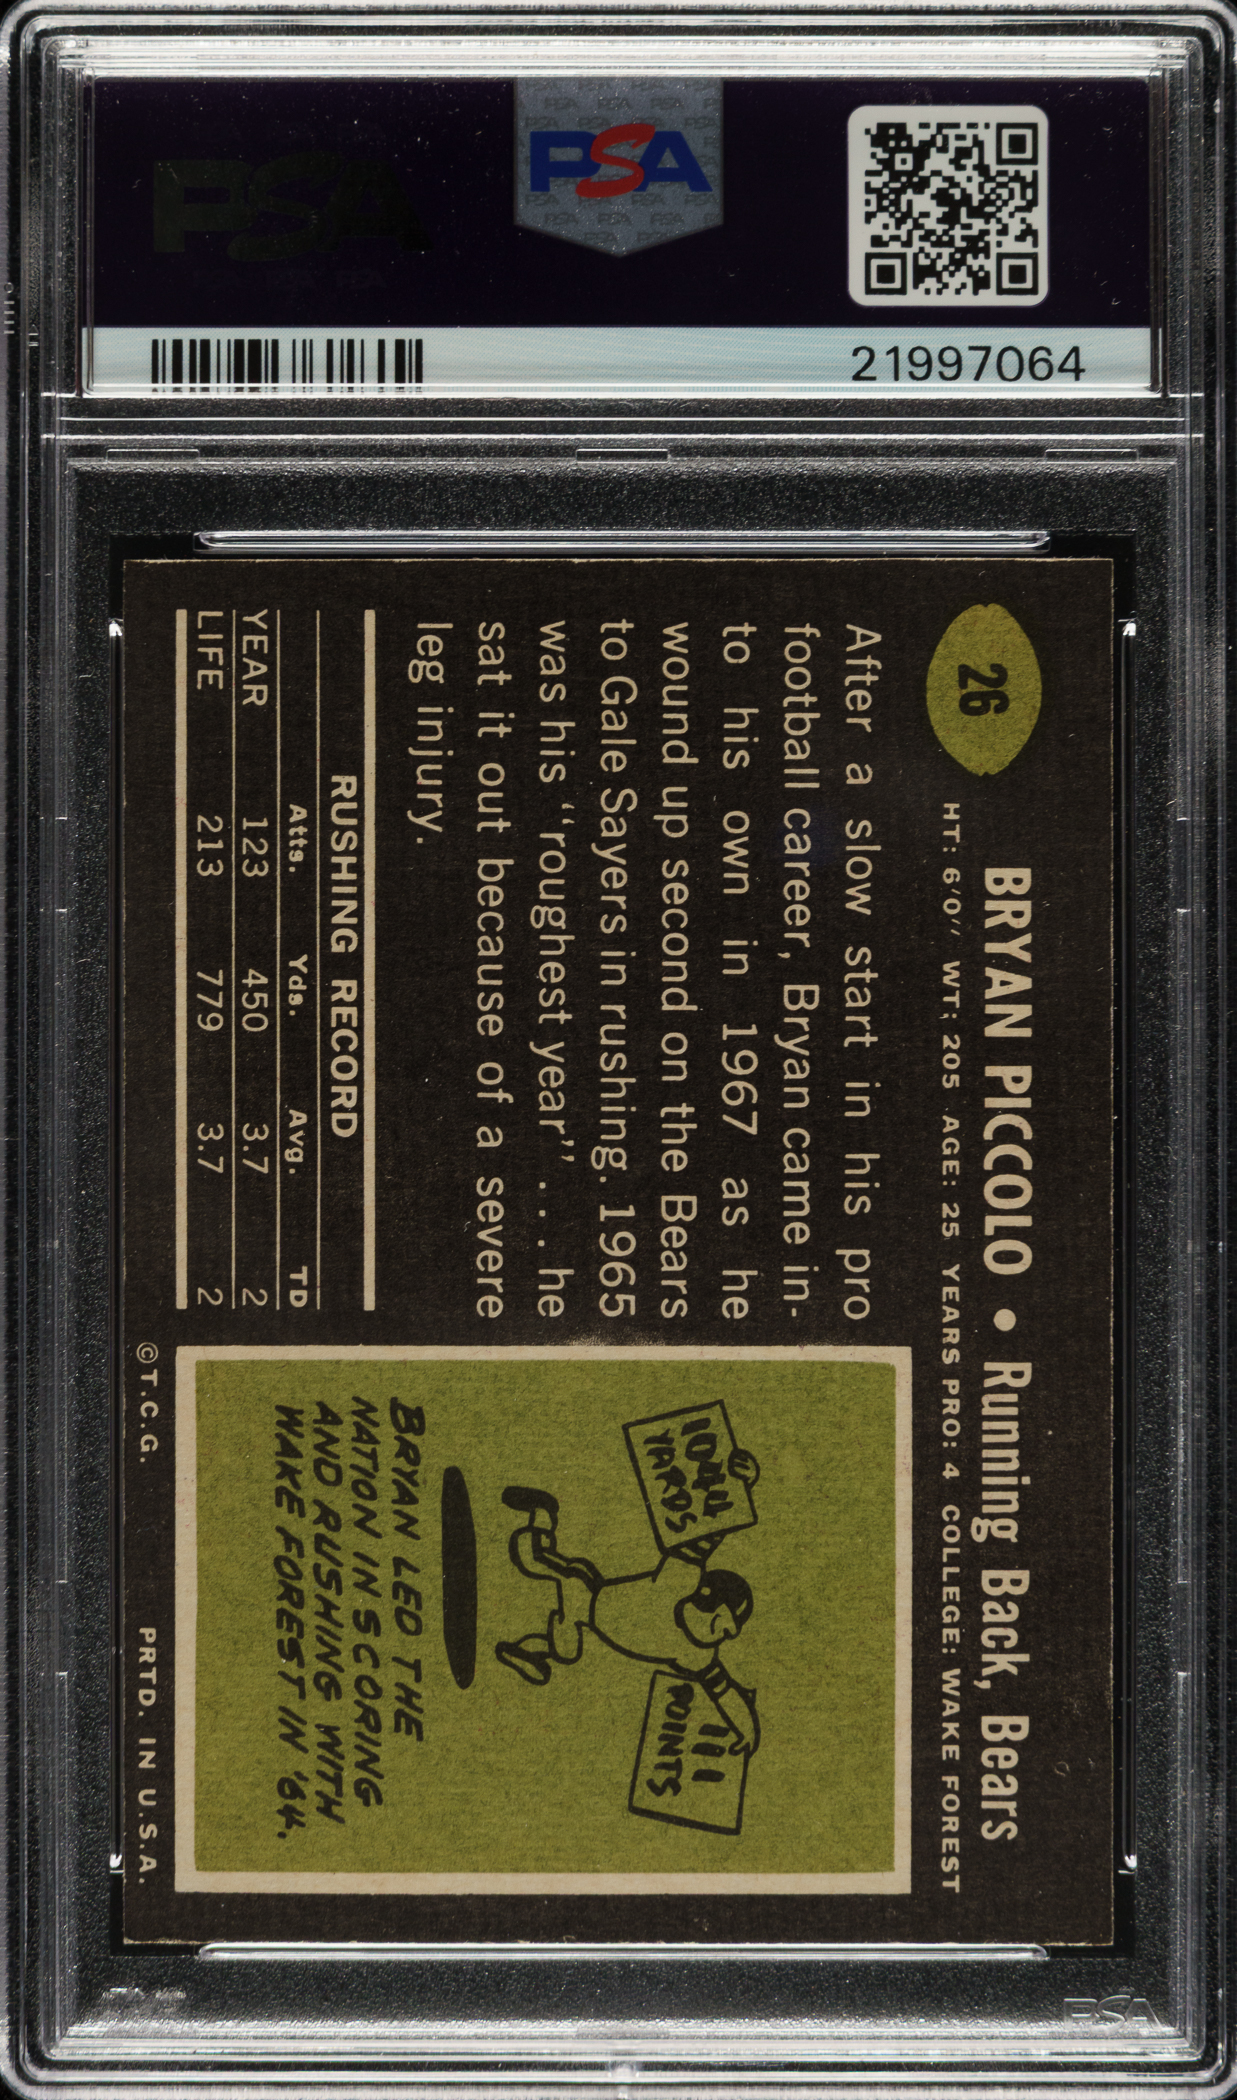 PSA
PSA
21997064
26
BRYAN PICCOLO • Running Back, Bears
HT: 6'0" WT: 205 AGE: 25 YEARS PRO: 4 COLLEGE: WAKE FOREST
After a slow start in his pro
football career, Bryan came in-
to his own in 1967 as he
wound up second on the Bears
to Gale Sayers in rushing. 1965
was his "roughest year" . . . he
sat it out because of a severe
leg injury.
RUSHING RECORD
Atts. Yds. Avg. TD
YEAR 123 450 3.7 2
LIFE 213 779 3.7 2
1044
YARDS
111
POINTS
BRYAN LED THE
NATION IN SCORING
AND RUSHING WITH
WAKE FOREST IN '64.
©T.C.G. PRTD. IN U.S.A.
PSA